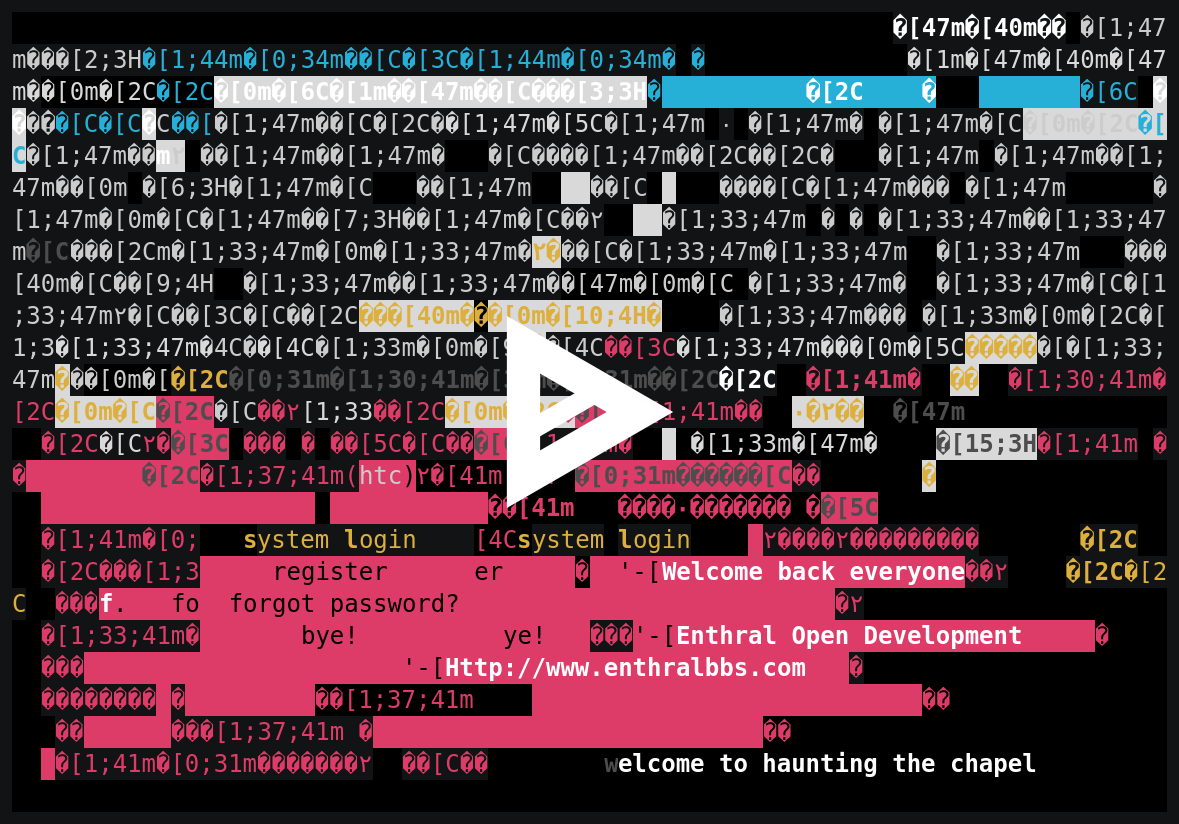 �[47m�[40m�� �[1;47
m���[2;3H�[1;44m�[0;34m��[C�[3C�[1;44m�[0;34m� � �[1m�[47m�[40m�[47
m��[0m�[2C�[2C�[0m�[6C�[1m��[47m��[C���[3;3H� �[2C � �[6C �
����[C�[C�C��[�[1;47m��[C�[2C��[1;47m�[5C�[1;47m · �[1;47m� �[1;47m�[C�[0m�[2C�[
C�[1;47m��m ��[1;47m��[1;47m� �[C����[1;47m��[2C��[2C� �[1;47m �[1;47m��[1;
47m��[0m �[6;3H�[1;47m�[C ��[1;47m ��[C ����[C�[1;47m��� �[1;47m �
[1;47m�[0m�[C�[1;47m��[7;3H��[1;47m�[C��٢ �[1;33;47m � � �[1;33;47m��[1;33;47
m�[C���[2Cm�[1;33;47m�[0m�[1;33;47m�٢���[C�[1;33;47m�[1;33;47m �[1;33;47m ���
[40m�[C��[9;4H �[1;33;47m��[1;33;47m��[47m�[0m�[C �[1;33;47m� �[1;33;47m�[C�[1
;33;47m٢�[C��[3C�[C��[2C���[40m���[0m�[10;4H� �[1;33;47m��� �[1;33m�[0m�[2C�[
1;3�[1;33;47m�4C��[4C�[1;33m�[0m�[ [4C��[3C�[1;33;47m���[0m�[5C������[�[1;33;
47m���[0m�[�[2C�[0;31m�[1;30;41m�[ ��[2C�[2C �[1;41m� �� �[1;30;41m�
[2C�[0m�[C�[2C�[C��٢[1;33��[2C�[0m ;41m�� ·�٢�� �[47m
�[2C�[C٢��[3C ��� � ��[5C�[C���[ �[1;33m�[47m� �[15;3H�[1;41m �
� �[2C�[1;37;41m(htc)٢�[41m �[0;31m������[C�� �
��[41m ����·������� ��[5C
�[1;41m�[0; system login [4Csystem login ٢����٢��������� �[2C
�[2C���[1;3 register er � '-[Welcome back everyone��٢ �[2C�[2
C ���f. fo forgot password? �٢
�[1;33;41m� bye! ye! ���'-[Enthral Open Development �
��� '-[Http://www.enthralbbs.com �
�������� � ��[1;37;41m ��
�� ���[1;37;41m � ��
�[1;41m�[0;31m�������٢ ��[C�� welcome to haunting the chapel